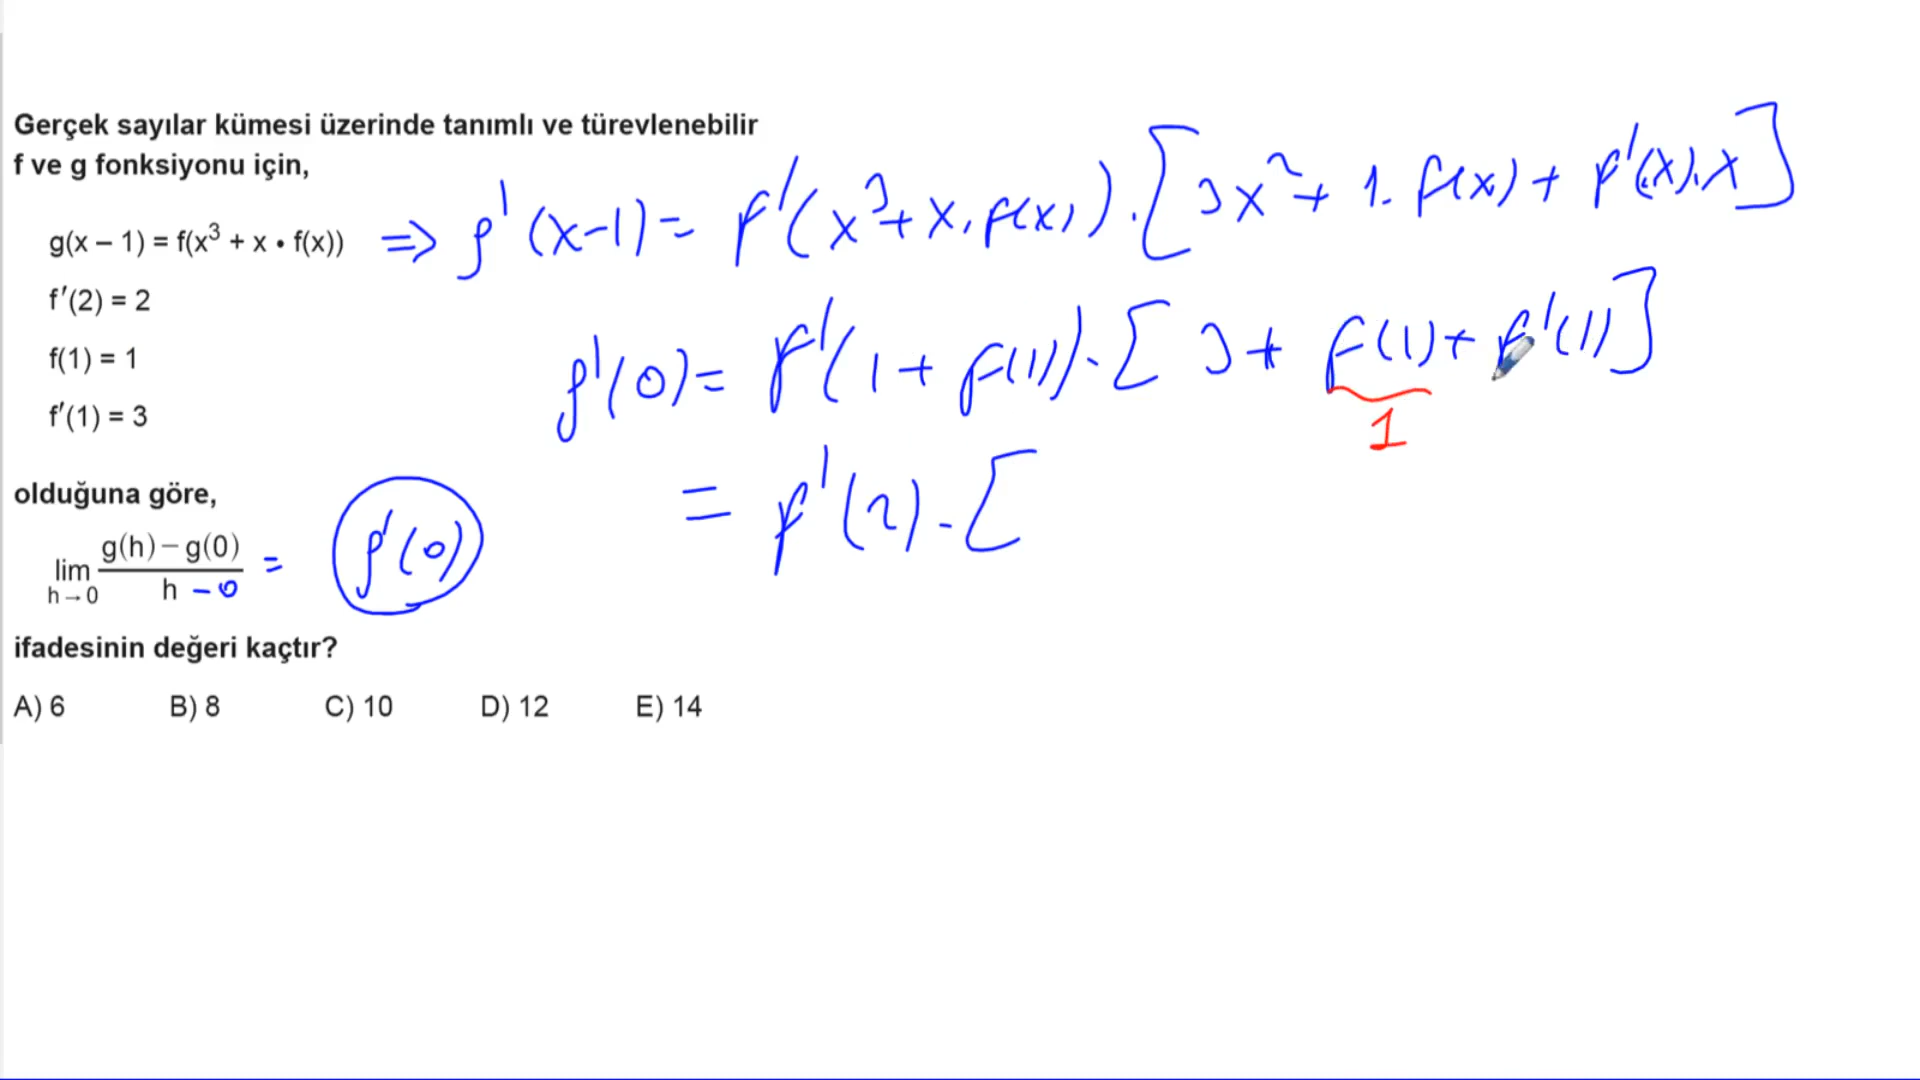 Gerçek sayılar kümesi üzerinde tanımlı ve türevlenebilir
f ve g fonksiyonu için,
g(x – 1) = f(x³ + x • f(x)) => g'(x-1) = f'(x³ + x.f(x)).[3x² + 1.f(x) + f'(x).x]
f′(2) = 2
g'(0) = f'(1 + f(1)).[3 + f(1) + f'(1)]
f(1) = 1
1
f′(1) = 3
= f'(2).[
olduğuna göre,
lim h→0 g(h) – g(0) / h - 0 = g'(0)
ifadesinin değeri kaçtır?
A) 6 B) 8 C) 10 D) 12 E) 14